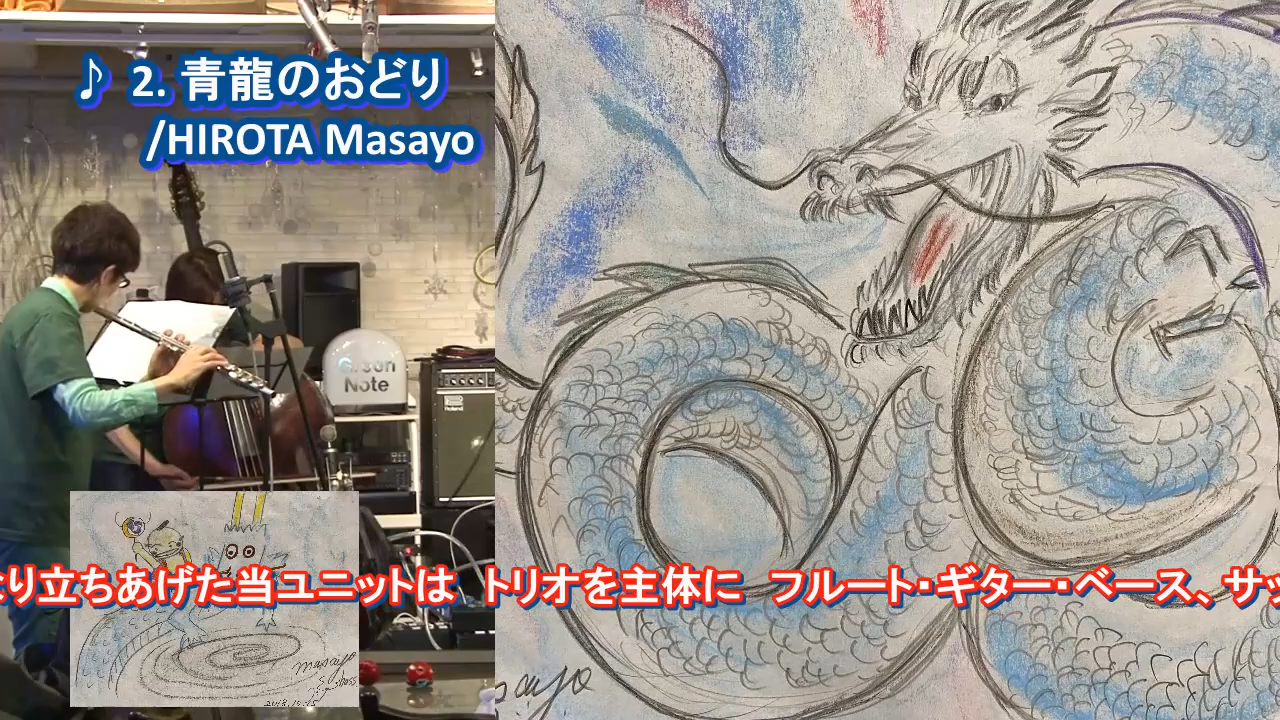 ♪ 2. 青龍のおどり
/HIROTA Masayo
Green
Note
Roland
り立ちあげた当ユニットは トリオを主体に フルート・ギター・ベース、サッ
masayo